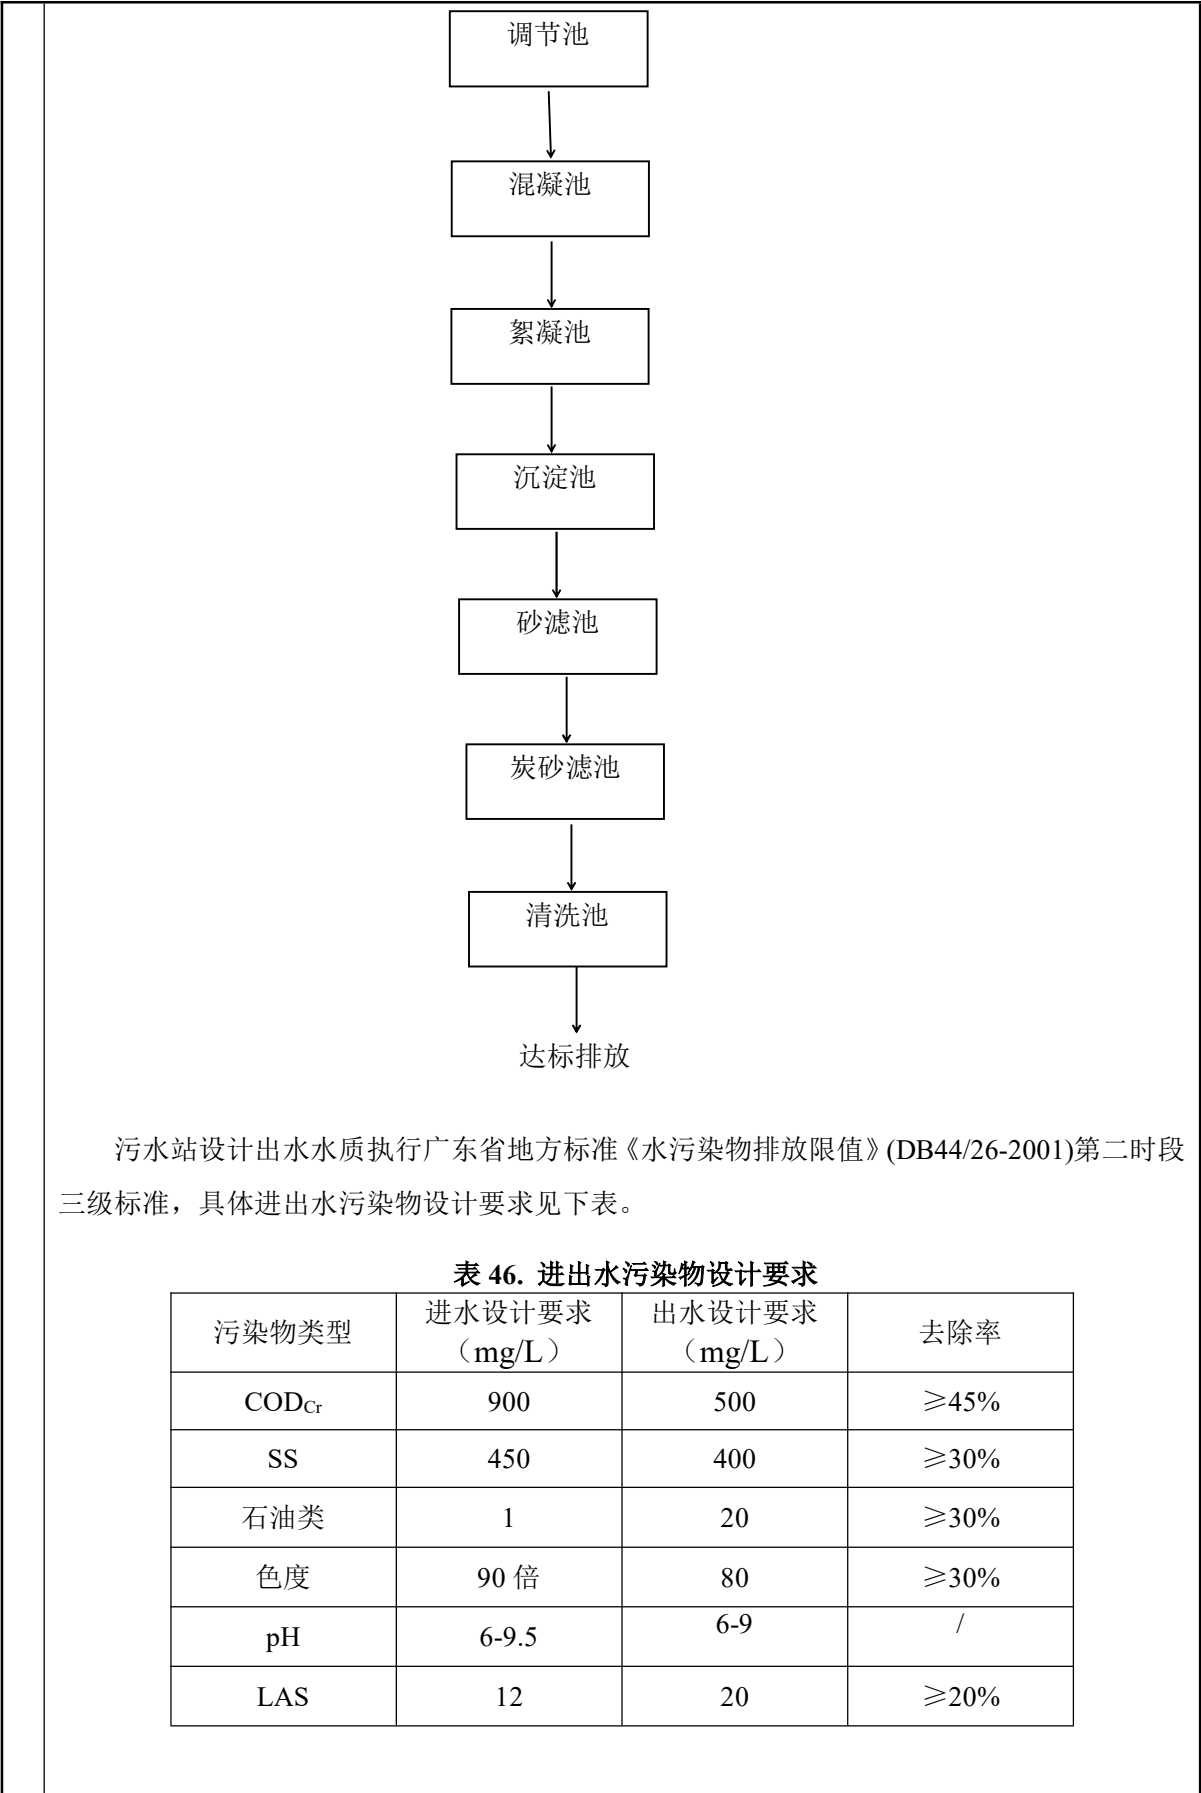 调节池
混凝池
絮凝池
沉淀池
砂滤池
炭砂滤池
清洗池
达标排放
污水站设计出水水质执行广东省地方标准《水污染物排放限值》(DB44/26-2001)第二时段
三级标准，具体进出水污染物设计要求见下表。
表 46. 进出水污染物设计要求
污染物类型 进水设计要求（mg/L） 出水设计要求（mg/L） 去除率
CODCr 900 500 ≥45%
SS 450 400 ≥30%
石油类 1 20 ≥30%
色度 90 倍 80 ≥30%
pH 6-9.5 6-9 /
LAS 12 20 ≥20%